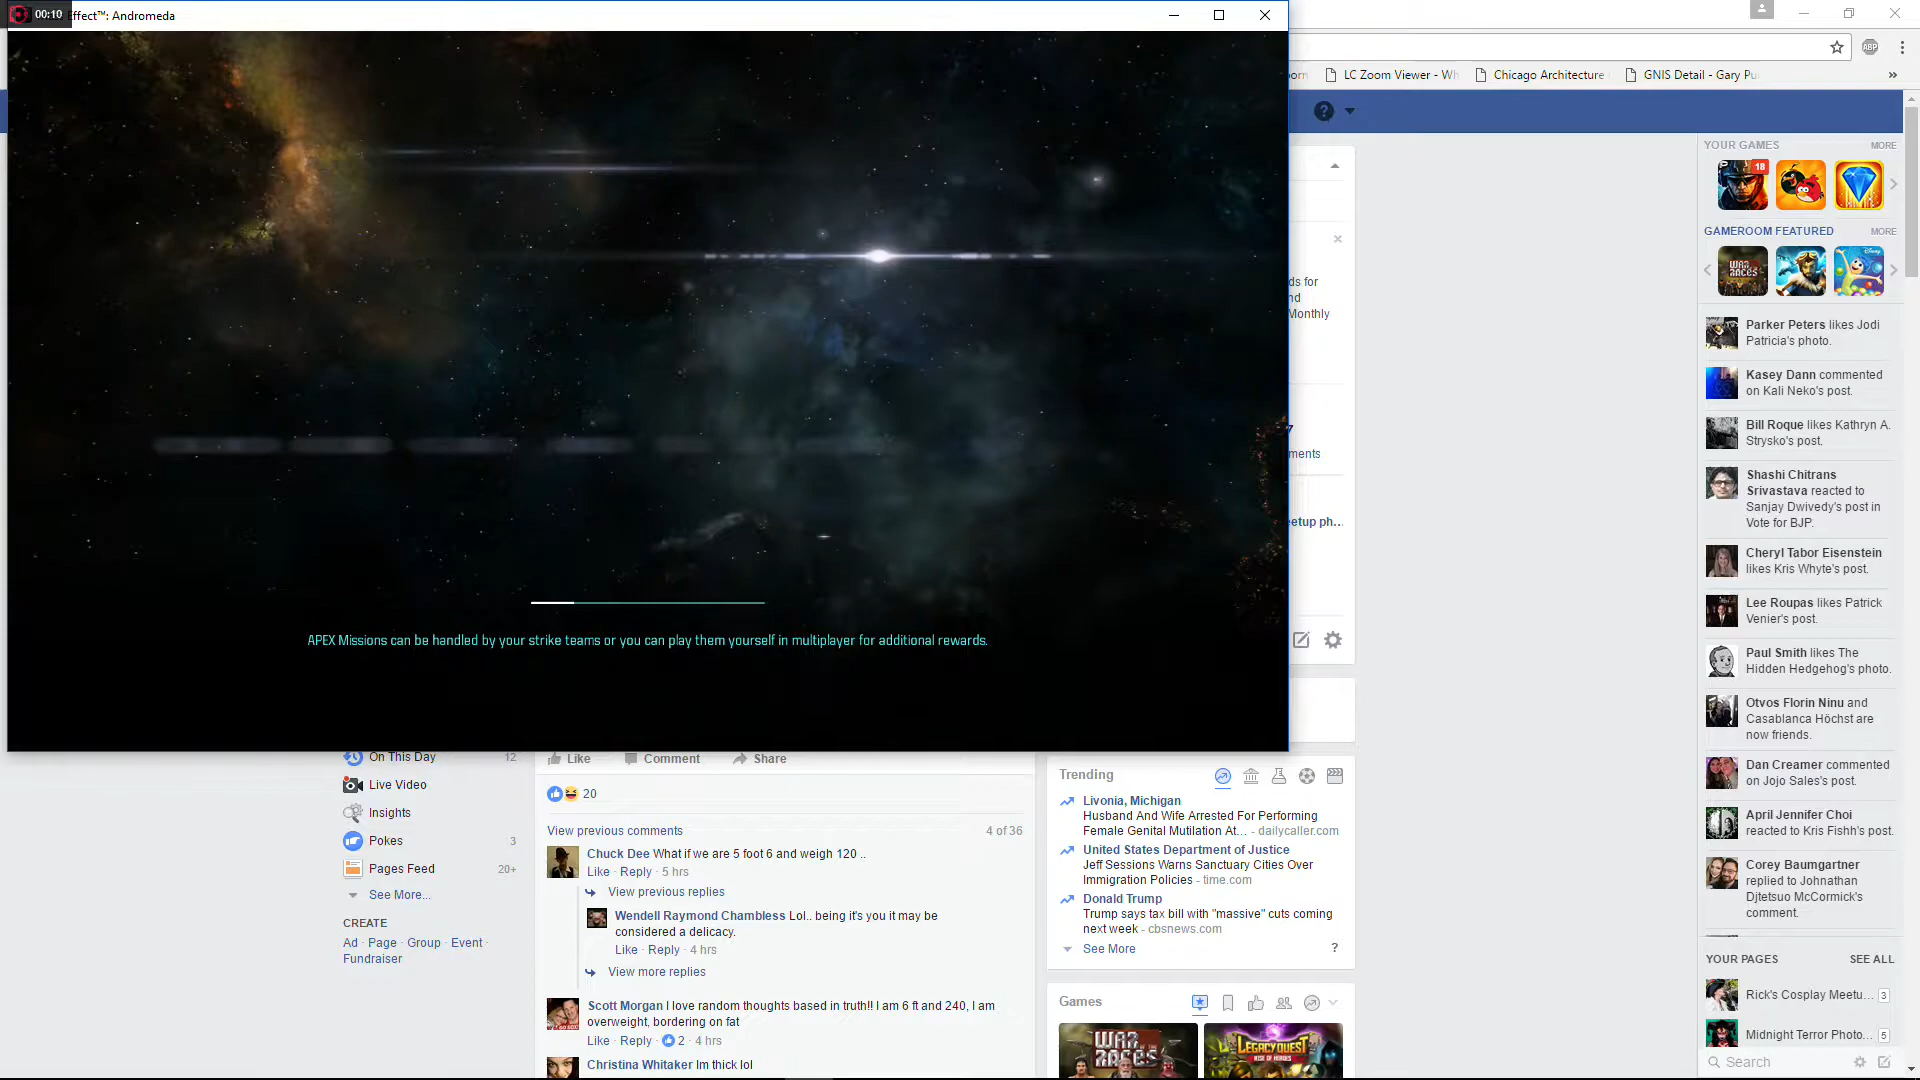 00:10
Effect™: Andromeda
LC Zoom Viewer - Wh
Chicago Architecture
GNIS Detail - Gary Pu
ABP
APEX Missions can be handled by your strike teams or you can play them yourself in multiplayer for additional rewards.
ds for
nd
Monthly
7
ments
etup ph...
YOUR GAMES
MORE
18
GAMEROOM FEATURED
MORE
WAR
RACES
Parker Peters likes Jodi
Patricia's photo.
Kasey Dann commented
on Kali Neko's post.
Bill Roque likes Kathryn A.
Strysko's post.
Shashi Chitrans
Srivastava reacted to
Sanjay Dwivedy's post in
Vote for BJP.
Cheryl Tabor Eisenstein
likes Kris Whyte's post.
Lee Roupas likes Patrick
Venier's post.
Paul Smith likes The
Hidden Hedgehog's photo.
Otvos Florin Ninu and
Casablanca Höchst are
now friends.
Dan Creamer commented
on Jojo Sales's post.
April Jennifer Choi
reacted to Kris Fishh's post.
Corey Baumgartner
replied to Johnathan
Djtetsuo McCormick's
comment.
YOUR PAGES
SEE ALL
Rick's Cosplay Meetu...
3
Midnight Terror Photo...
5
Search
On This Day
12
Live Video
Insights
Pokes
3
Pages Feed
20+
See More...
CREATE
Ad · Page · Group · Event ·
Fundraiser
Like
Comment
Share
20
View previous comments
4 of 36
Chuck Dee What if we are 5 foot 6 and weigh 120 ..
Like · Reply · 5 hrs
View previous replies
Wendell Raymond Chambless Lol.. being it's you it may be
considered a delicacy.
Like · Reply · 4 hrs
View more replies
Scott Morgan I love random thoughts based in truth!! I am 6 ft and 240, I am
overweight, bordering on fat
Like · Reply · 2 · 4 hrs
Christina Whitaker Im thick lol
Trending
Livonia, Michigan
Husband And Wife Arrested For Performing
Female Genital Mutilation At... - dailycaller.com
United States Department of Justice
Jeff Sessions Warns Sanctuary Cities Over
Immigration Policies - time.com
Donald Trump
Trump says tax bill with "massive" cuts coming
next week - cbsnews.com
See More
?
Games
WAR
RACES
LEGACY QUEST
RISE OF HEROES